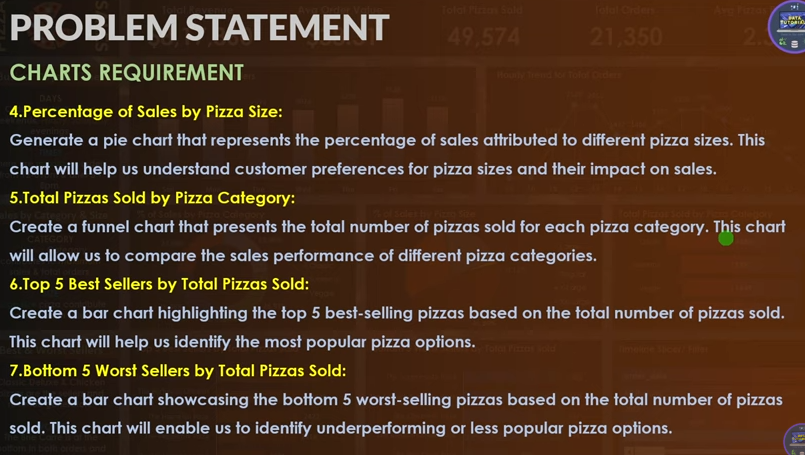 PROBLEM STATEMENT
49,574
21,350
CHARTS REQUIREMENT
4.Percentage of Sales by Pizza Size:
Generate a pie chart that represents the percentage of sales attributed to different pizza sizes. This
chart will help us understand customer preferences for pizza sizes and their impact on sales.
5.Total Pizzas Sold by Pizza Category:
Create a funnel chart that presents the total number of pizzas sold for each pizza category. This chart
will allow us to compare the sales performance of different pizza categories.
6.Top 5 Best Sellers by Total Pizzas Sold:
Create a bar chart highlighting the top 5 best-selling pizzas based on the total number of pizzas sold.
This chart will help us identify the most popular pizza options.
7.Bottom 5 Worst Sellers by Total Pizzas Sold:
Create a bar chart showcasing the bottom 5 worst-selling pizzas based on the total number of pizzas
sold. This chart will enable us to identify underperforming or less popular pizza options.